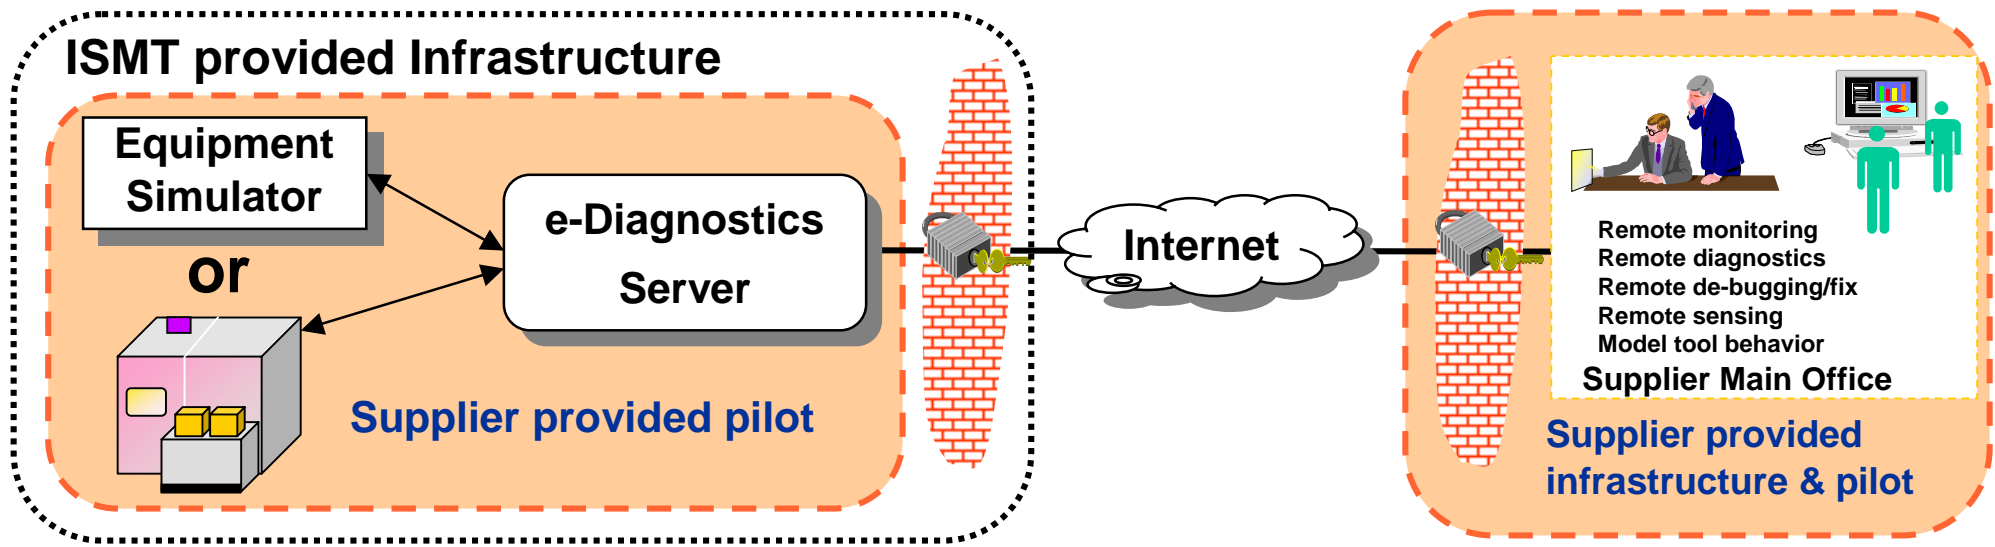 ISMT provided Infrastructure
Equipment
Simulator
or
e-Diagnostics
Server
Supplier provided pilot
Internet
Remote monitoring
Remote diagnostics
Remote de-bugging/fix
Remote sensing
Model tool behavior
Supplier Main Office
Supplier provided
infrastructure & pilot